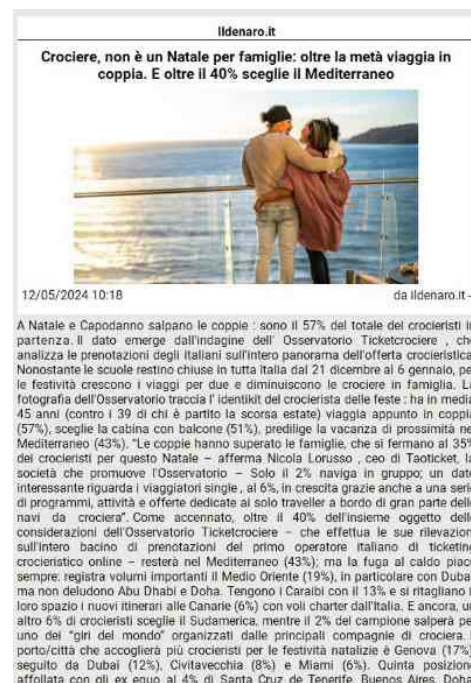 Ildenaro.it
Crociere, non è un Natale per famiglie: oltre la metà viaggia in
coppia. E oltre il 40% sceglie il Mediterraneo
12/05/2024 10:18
da ildenaro.it -
A Natale e Capodanno salpano le coppie : sono il 57% del totale dei crocieristi in
partenza. Il dato emerge dall'indagine dell' Osservatorio Ticketcrociere , che
analizza le prenotazioni degli italiani sull'intero panorama dell'offerta crocieristica.
Nonostante le scuole restino chiuse in tutta Italia dal 21 dicembre al 6 gennaio, per
le festività crescono i viaggi per due e diminuiscono le crociere in famiglia. La
fotografia dell'Osservatorio traccia l' identikit del crocierista delle feste : ha in media
45 anni (contro i 39 di chi è partito la scorsa estate) viaggia appunto in coppia
(57%), sceglie la cabina con balcone (51%), predilige la vacanza di prossimità nel
Mediterraneo (43%). "Le coppie hanno superato le famiglie, che si fermano al 35%
dei crocieristi per questo Natale – afferma Nicola Lorusso , ceo di Taoticket, la
società che promuove l'Osservatorio – Solo il 2% naviga in gruppo; un dato
interessante riguarda i viaggiatori single , al 6%, in crescita grazie anche a una serie
di programmi, attività e offerte dedicate ai solo traveller a bordo di gran parte delle
navi da crociera". Come accennato, oltre il 40% dell'insieme oggetto delle
considerazioni dell'Osservatorio Ticketcrociere – che effettua le sue rilevazioni
sull'intero bacino di prenotazioni del primo operatore italiano di ticketing
crocieristico online – resterà nel Mediterraneo (43%); ma la fuga al caldo piace
sempre: registra volumi importanti il Medio Oriente (19%), in particolare con Dubai,
ma non deludono Abu Dhabi e Doha. Tengono i Caraibi con il 13% e si ritagliano il
loro spazio i nuovi itinerari alle Canarie (6%) con voli charter dall'Italia. E ancora, un
altro 6% di crocieristi sceglie il Sudamerica, mentre il 2% del campione salperà per
uno dei "giri del mondo" organizzati dalle principali compagnie di crociera. Il
porto/città che accoglierà più crocieristi per le festività natalizie è Genova (17%),
seguito da Dubai (12%), Civitavecchia (8%) e Miami (6%). Quinta posizione
affollata con gli ex equo al 4% di Santa Cruz de Tenerife, Buenos Aires, Doha